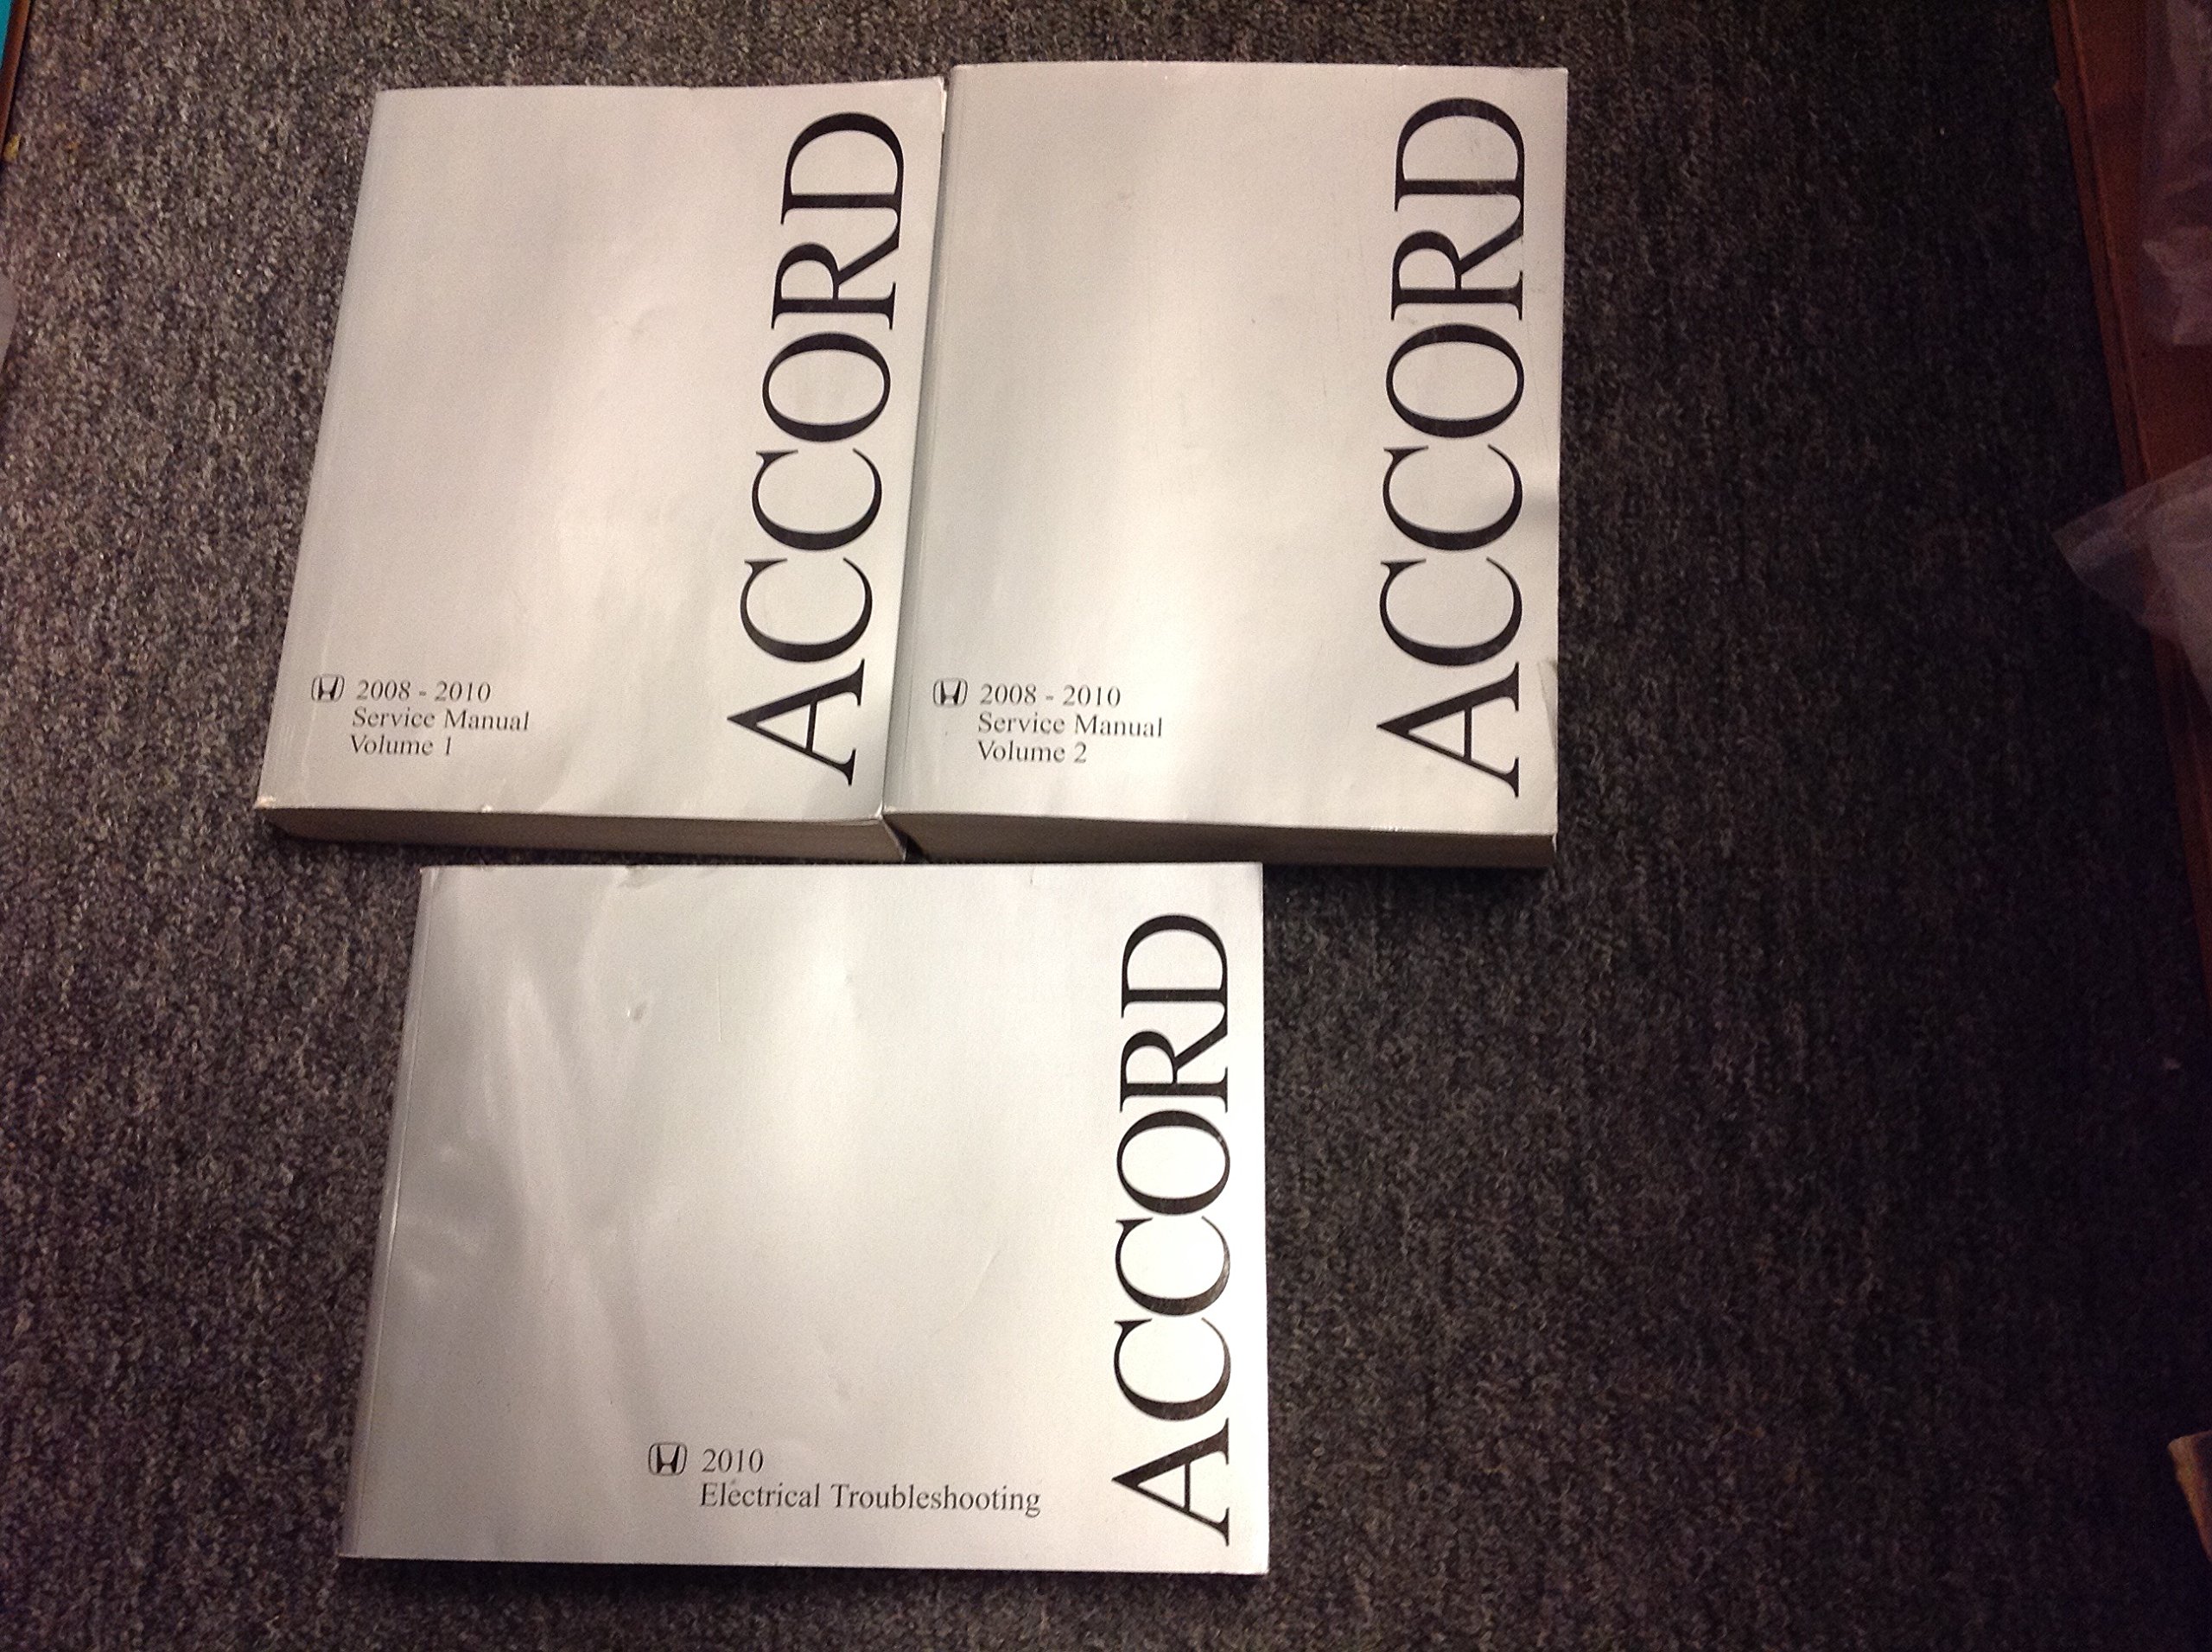 ACCORD
2008 - 2010
Service Manual
Volume 1
ACCORD
2008 - 2010
Service Manual
Volume 2
ACCORD
2010
Electrical Troubleshooting